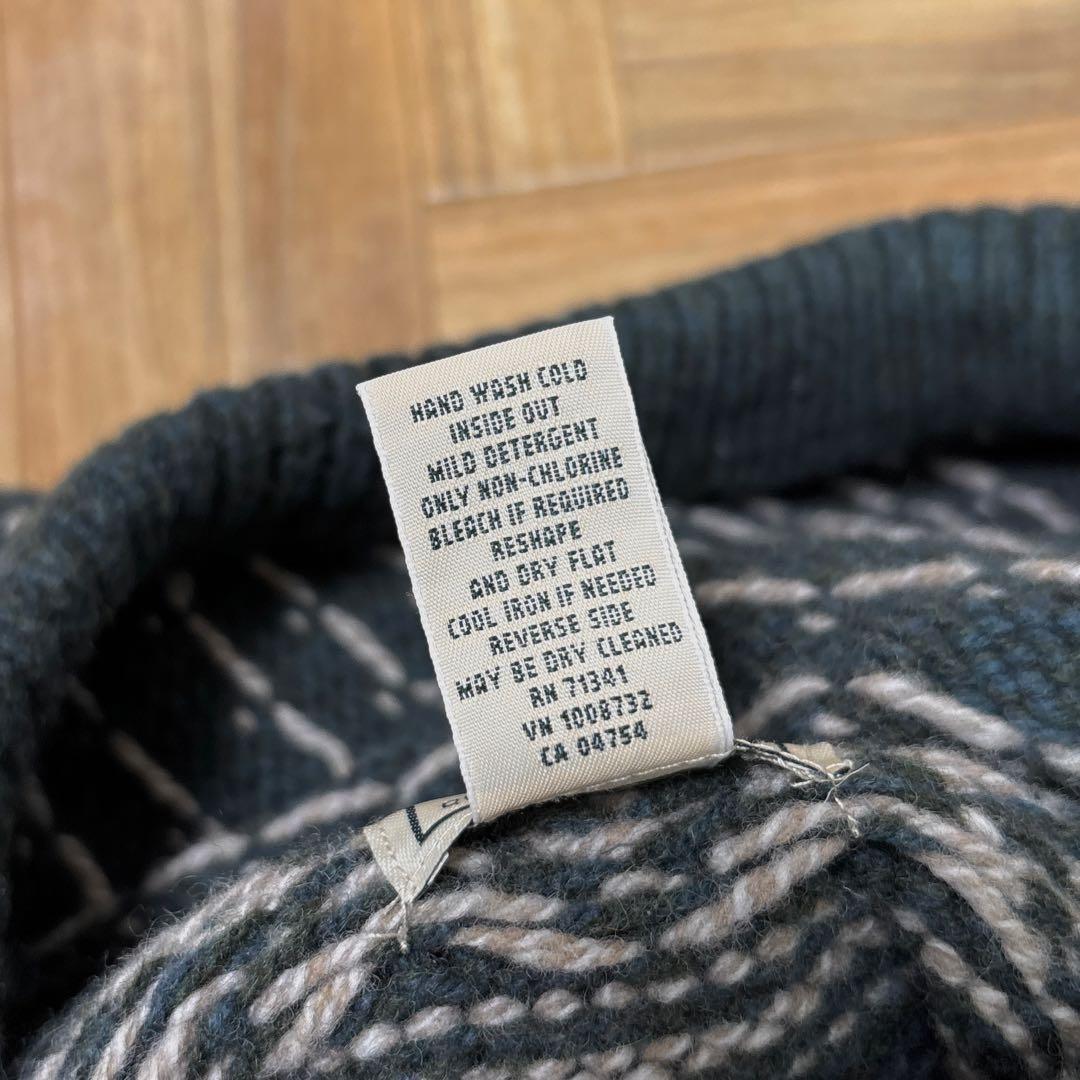 HAND WASH COLD
INSIDE OUT
MILD DETERGENT
ONLY NON-CHLORINE
BLEACH IF REQUIRED
RESHAPE
AND DRY FLAT
COOL IRON IF NEEDED
REVERSE SIDE
MAY BE DRY CLEANED
RN 71341
VN 1008732
CA 04754